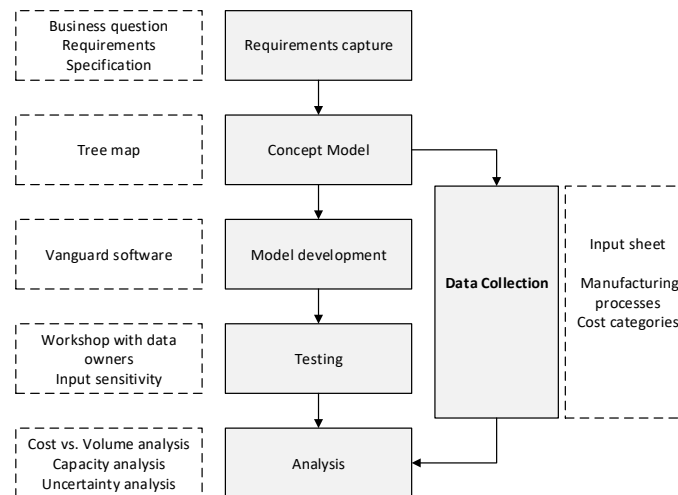 Business question
Requirements
Specification
Requirements capture
Tree map
Concept Model
Vanguard software
Model development
Data Collection
Input sheet
Manufacturing
processes
Cost categories
Workshop with data
owners
Input sensitivity
Testing
Cost vs. Volume analysis
Capacity analysis
Uncertainty analysis
Analysis